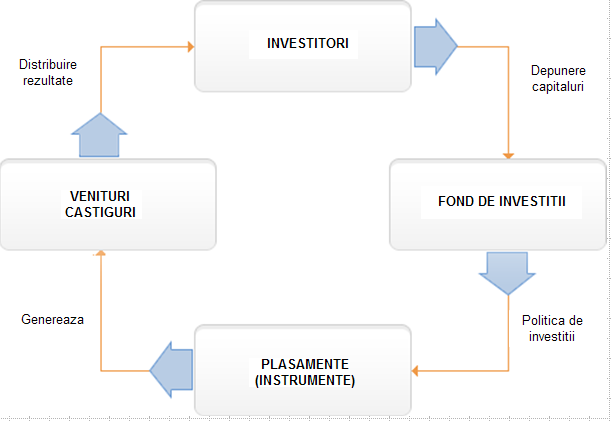 INVESTITORI
Depunere
capitaluri
FOND DE INVESTITII
Politica de
investitii
PLASAMENTE
(INSTRUMENTE)
Genereaza
VENITURI
CASTIGURI
Distribuire
rezultate